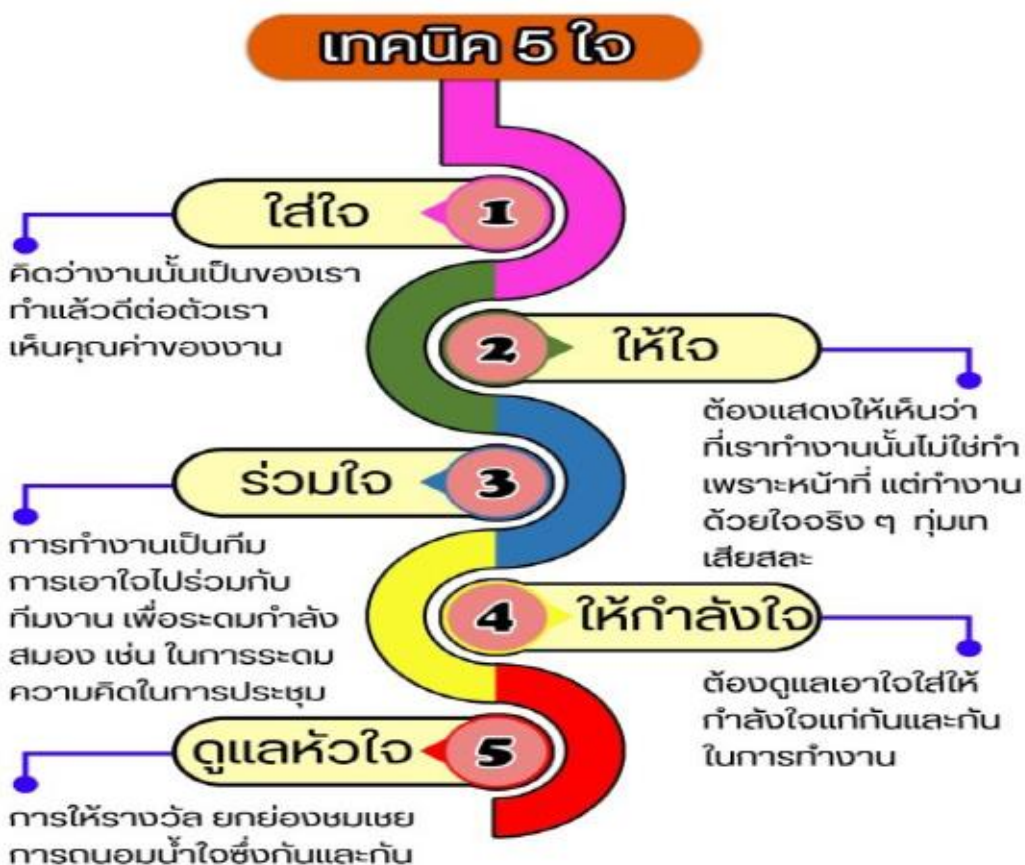 เทคนิค 5 ใจ
ใส่ใจ 1
คิดว่างานนั้นเป็นของเรา
ทำแล้วดีต่อตัวเรา
เห็นคุณค่าของงาน
2 ให้ใจ
ต้องแสดงให้เห็นว่า
ที่เราทำงานนั้นไม่ใช่ทำ
เพราะหน้าที่ แต่ทำงาน
ด้วยใจจริง ๆ ทุ่มเท
เสียสละ
ร่วมใจ 3
การทำงานเป็นทีม
การเอาใจไปร่วมกับ
ทีมงาน เพื่อระดมกำลัง
สมอง เช่น ในการระดม
ความคิดในการประชุม
4 ให้กำลังใจ
ต้องดูแลเอาใจใส่ให้
กำลังใจแก่กันและกัน
ในการทำงาน
ดูแลหัวใจ 5
การให้รางวัล ยกย่องชมเชย
การถนอมน้ำใจซึ่งกันและกัน